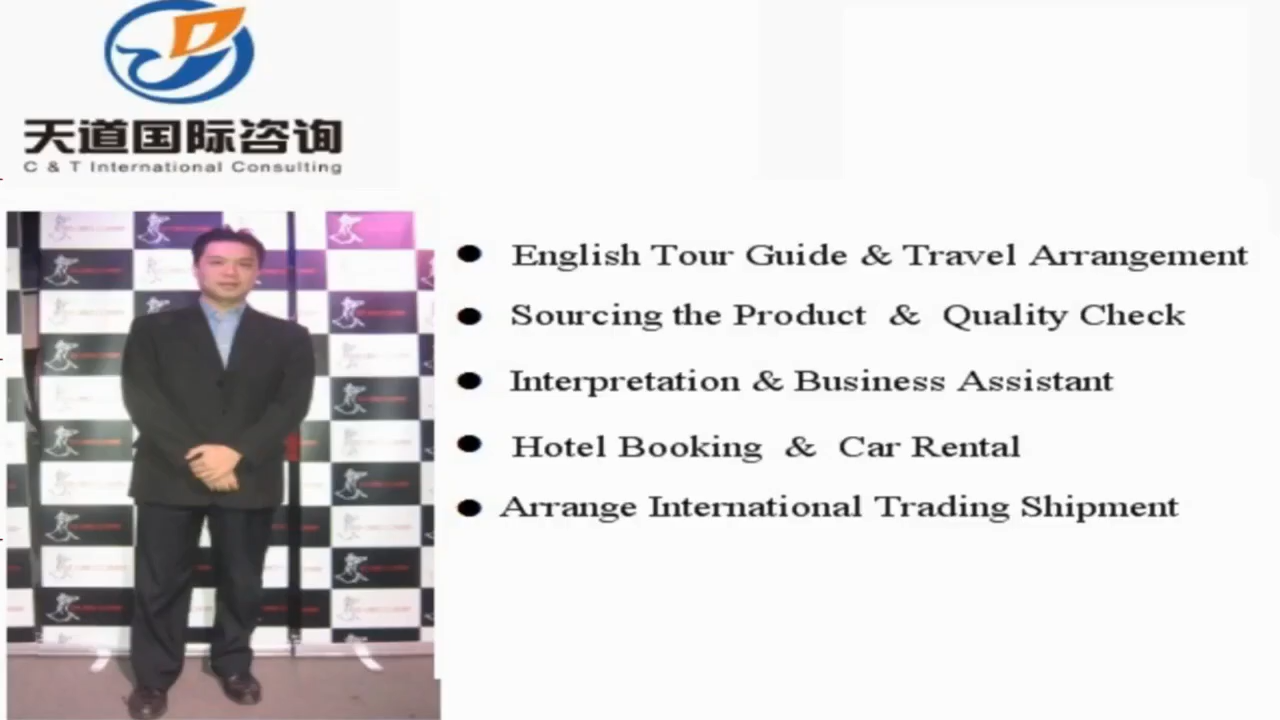 天道国际咨询
C & T International Consulting
● English Tour Guide & Travel Arrangement
● Sourcing the Product & Quality Check
● Interpretation & Business Assistant
● Hotel Booking & Car Rental
● Arrange International Trading Shipment